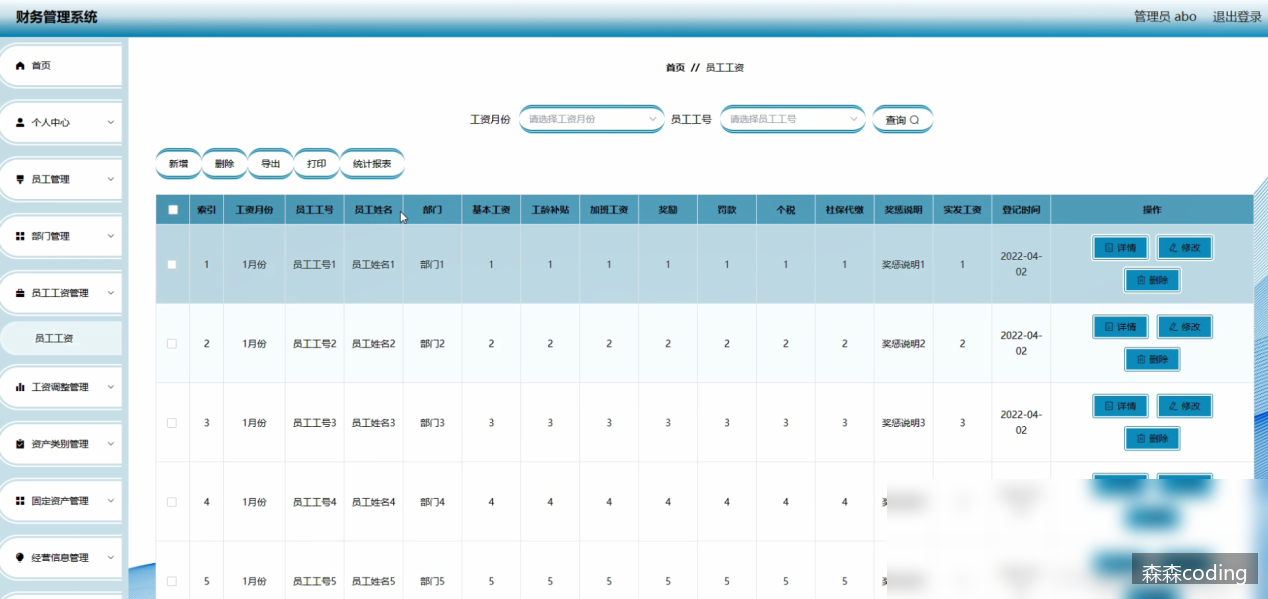 财务管理系统
管理员 abo 退出登录
首页
个人中心
员工管理
部门管理
员工工资管理
员工工资
工资调整管理
资产类别管理
固定资产管理
经营信息管理
首页 // 员工工资
工资月份 请选择工资月份 员工工号 请选择员工工号 查询
新增 删除 导出 打印 统计报表
索引 工资月份 员工工号 员工姓名 部门 基本工资 工龄补贴 加班工资 奖励 罚款 个税 社保代缴 奖惩说明 实发工资 登记时间 操作
1 1月份 员工工号1 员工姓名1 部门1 1 1 1 1 1 1 1 奖惩说明1 1 2022-04-02 详情 修改 删除
2 1月份 员工工号2 员工姓名2 部门2 2 2 2 2 2 2 2 奖惩说明2 2 2022-04-02 详情 修改 删除
3 1月份 员工工号3 员工姓名3 部门3 3 3 3 3 3 3 3 奖惩说明3 3 2022-04-02 详情 修改 删除
4 1月份 员工工号4 员工姓名4 部门4 4 4 4 4 4 4 4
5 1月份 员工工号5 员工姓名5 部门5 5 5 5 5 5 5 5
森森coding